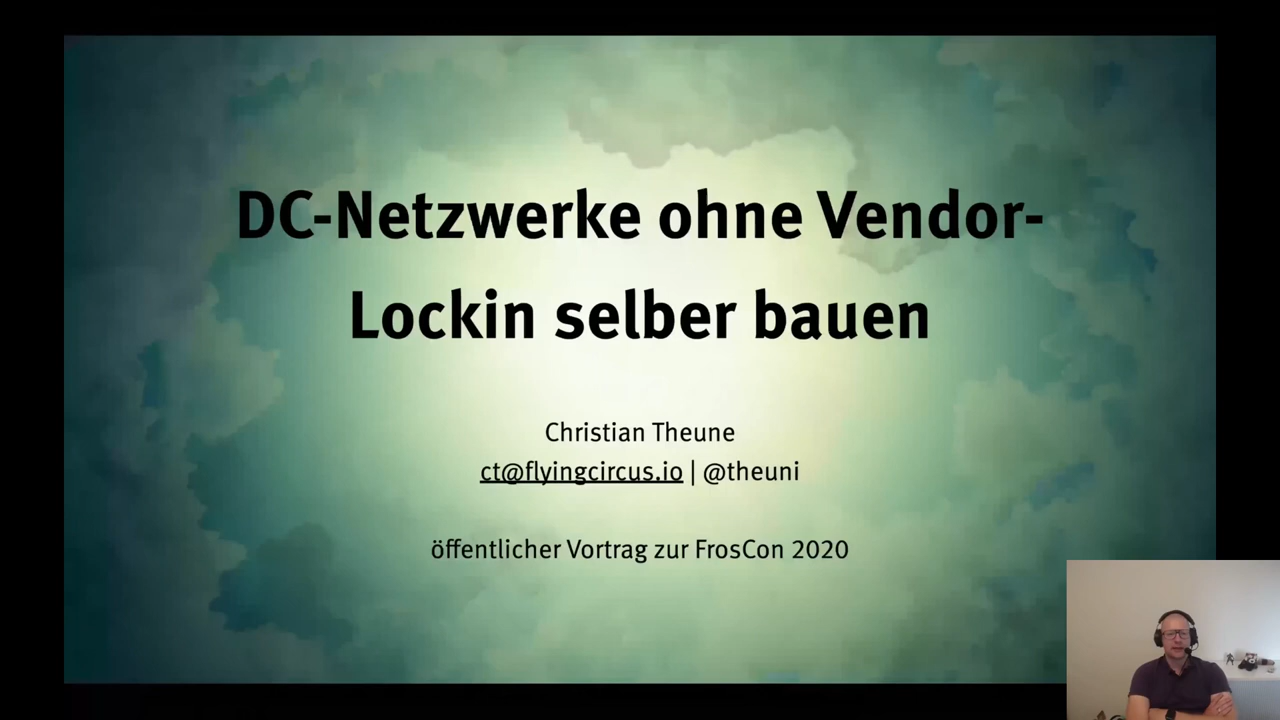 DC-Netzwerke ohne Vendor-
Lockin selber bauen
Christian Theune
ct@flyingcircus.io | @theuni
öffentlicher Vortrag zur FrosCon 2020